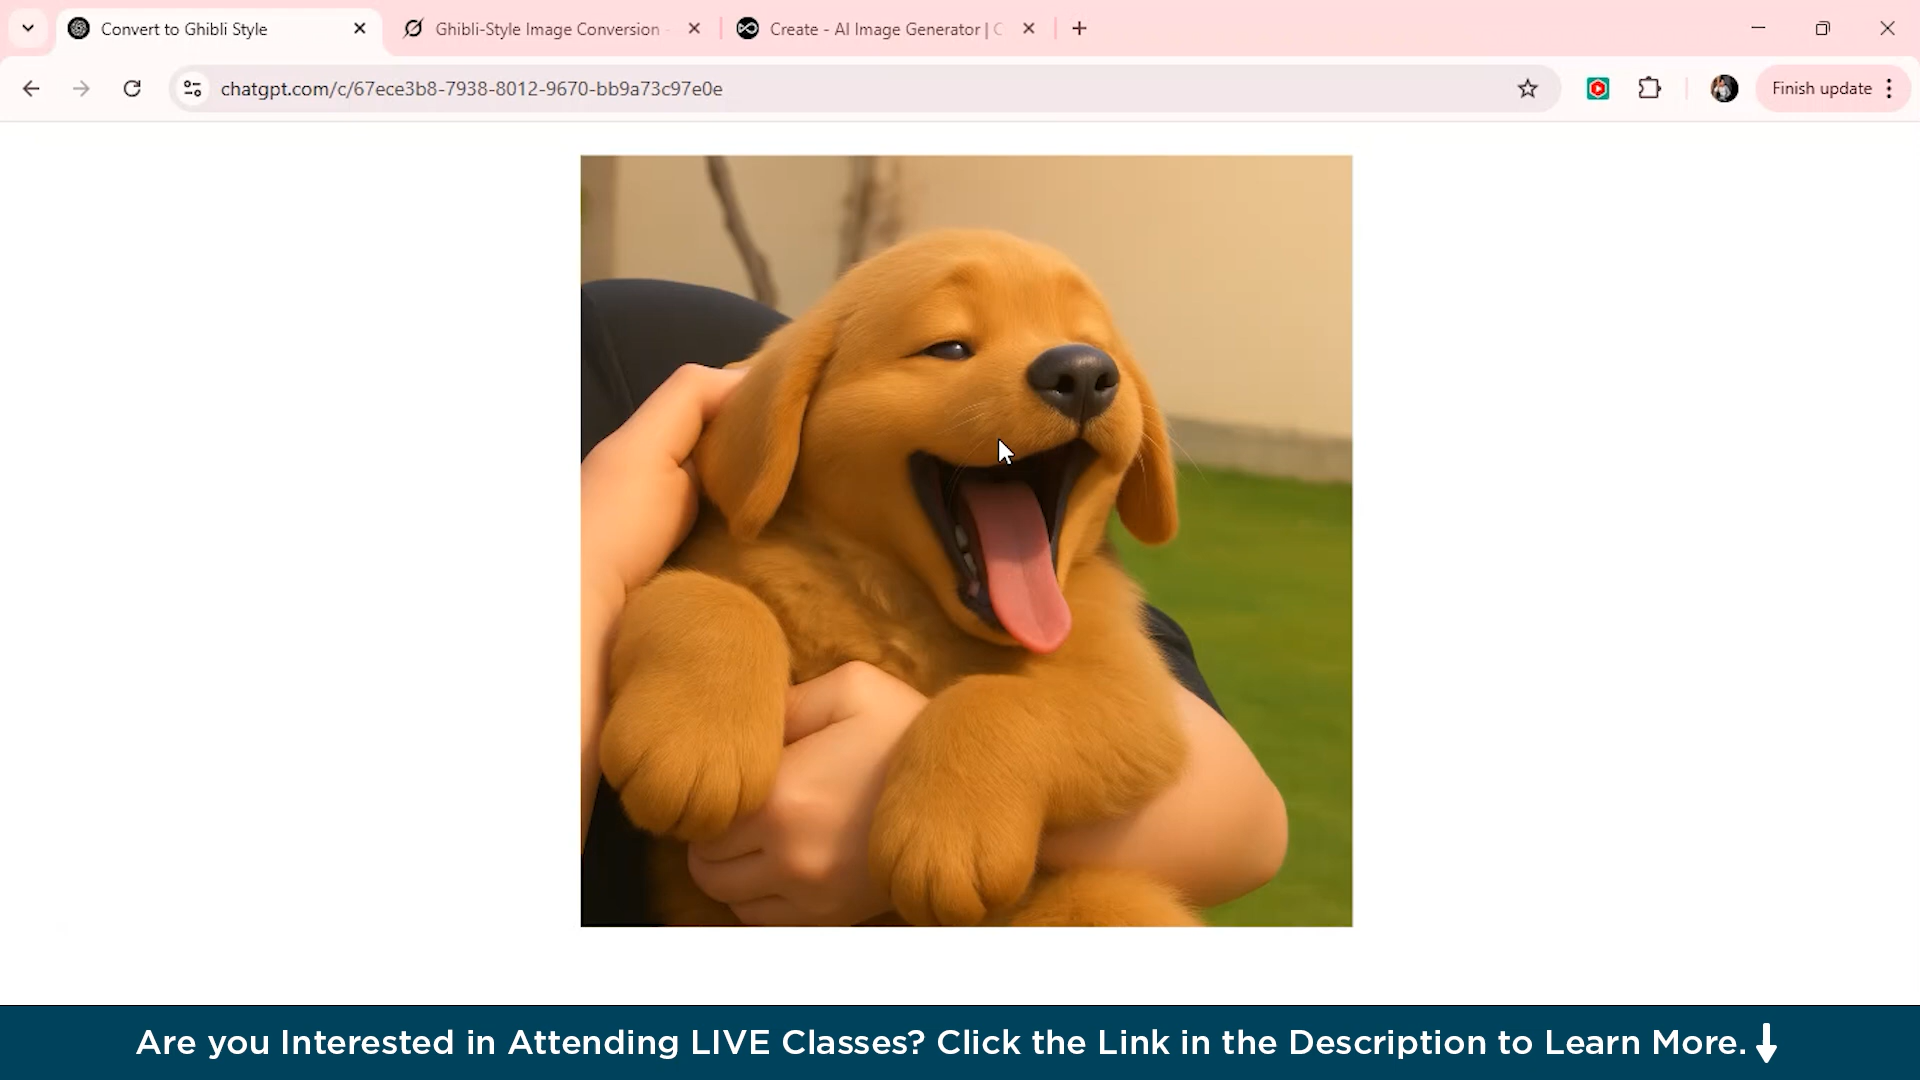 Convert to Ghibli Style
Ghibli-Style Image Conversion -
Create - AI Image Generator | C
chatgpt.com/c/67ece3b8-7938-8012-9670-bb9a73c97e0e
Finish update
Are you Interested in Attending LIVE Classes? Click the Link in the Description to Learn More.